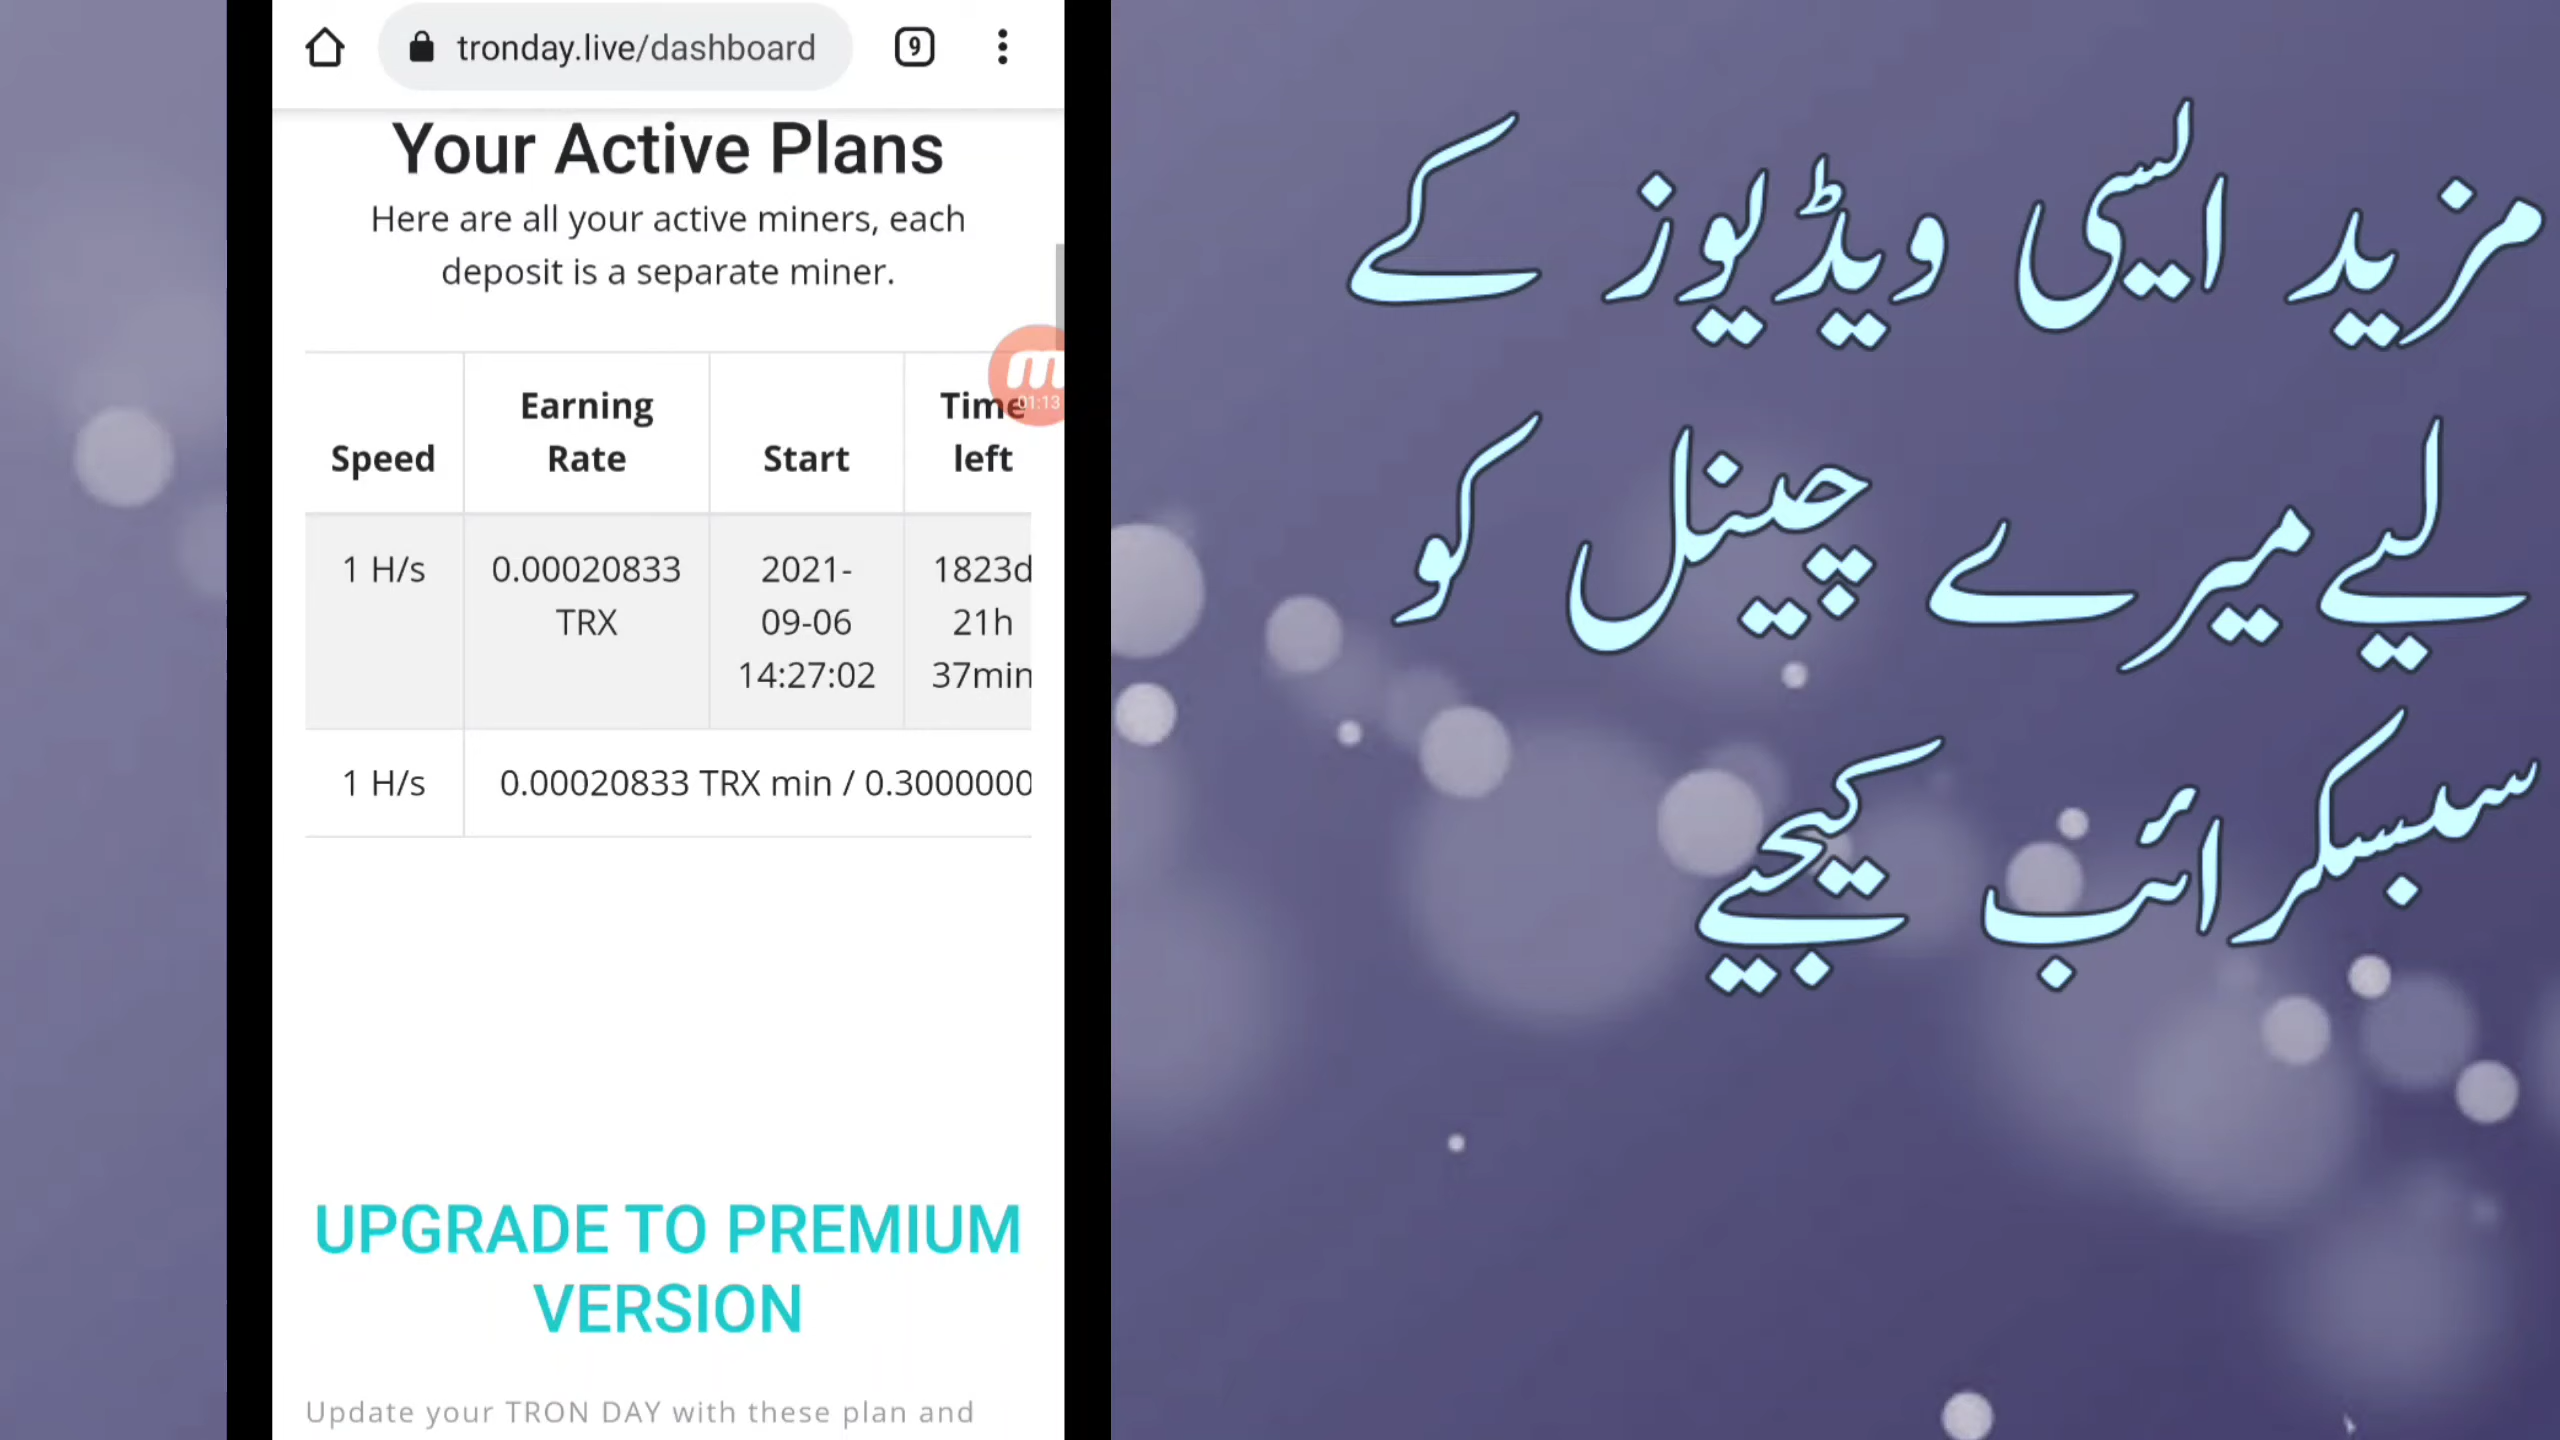 tronday.live/dashboard
9
Your Active Plans
Here are all your active miners, each
deposit is a separate miner.
Speed
Earning
Rate
Start
Time
left
01:13
1 H/s
0.00020833
TRX
2021-
09-06
14:27:02
1823d
21h
37min
1 H/s
0.00020833 TRX min / 0.3000000
UPGRADE TO PREMIUM
VERSION
Update your TRON DAY with these plan and
مزید ایسی ویڈیوز کے
لیے میرے چینل کو
سبسکرائب کیجیے